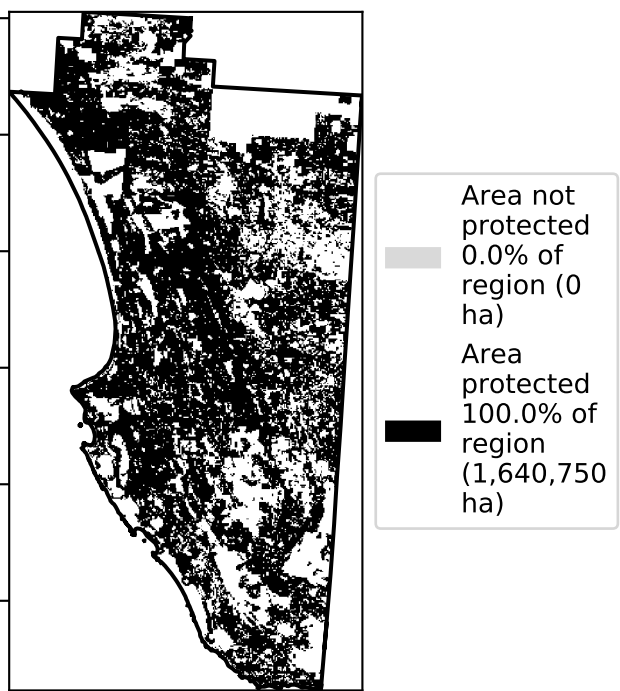 Area not
protected
0.0% of
region (0
ha)
Area
protected
100.0% of
region
(1,640,750
ha)